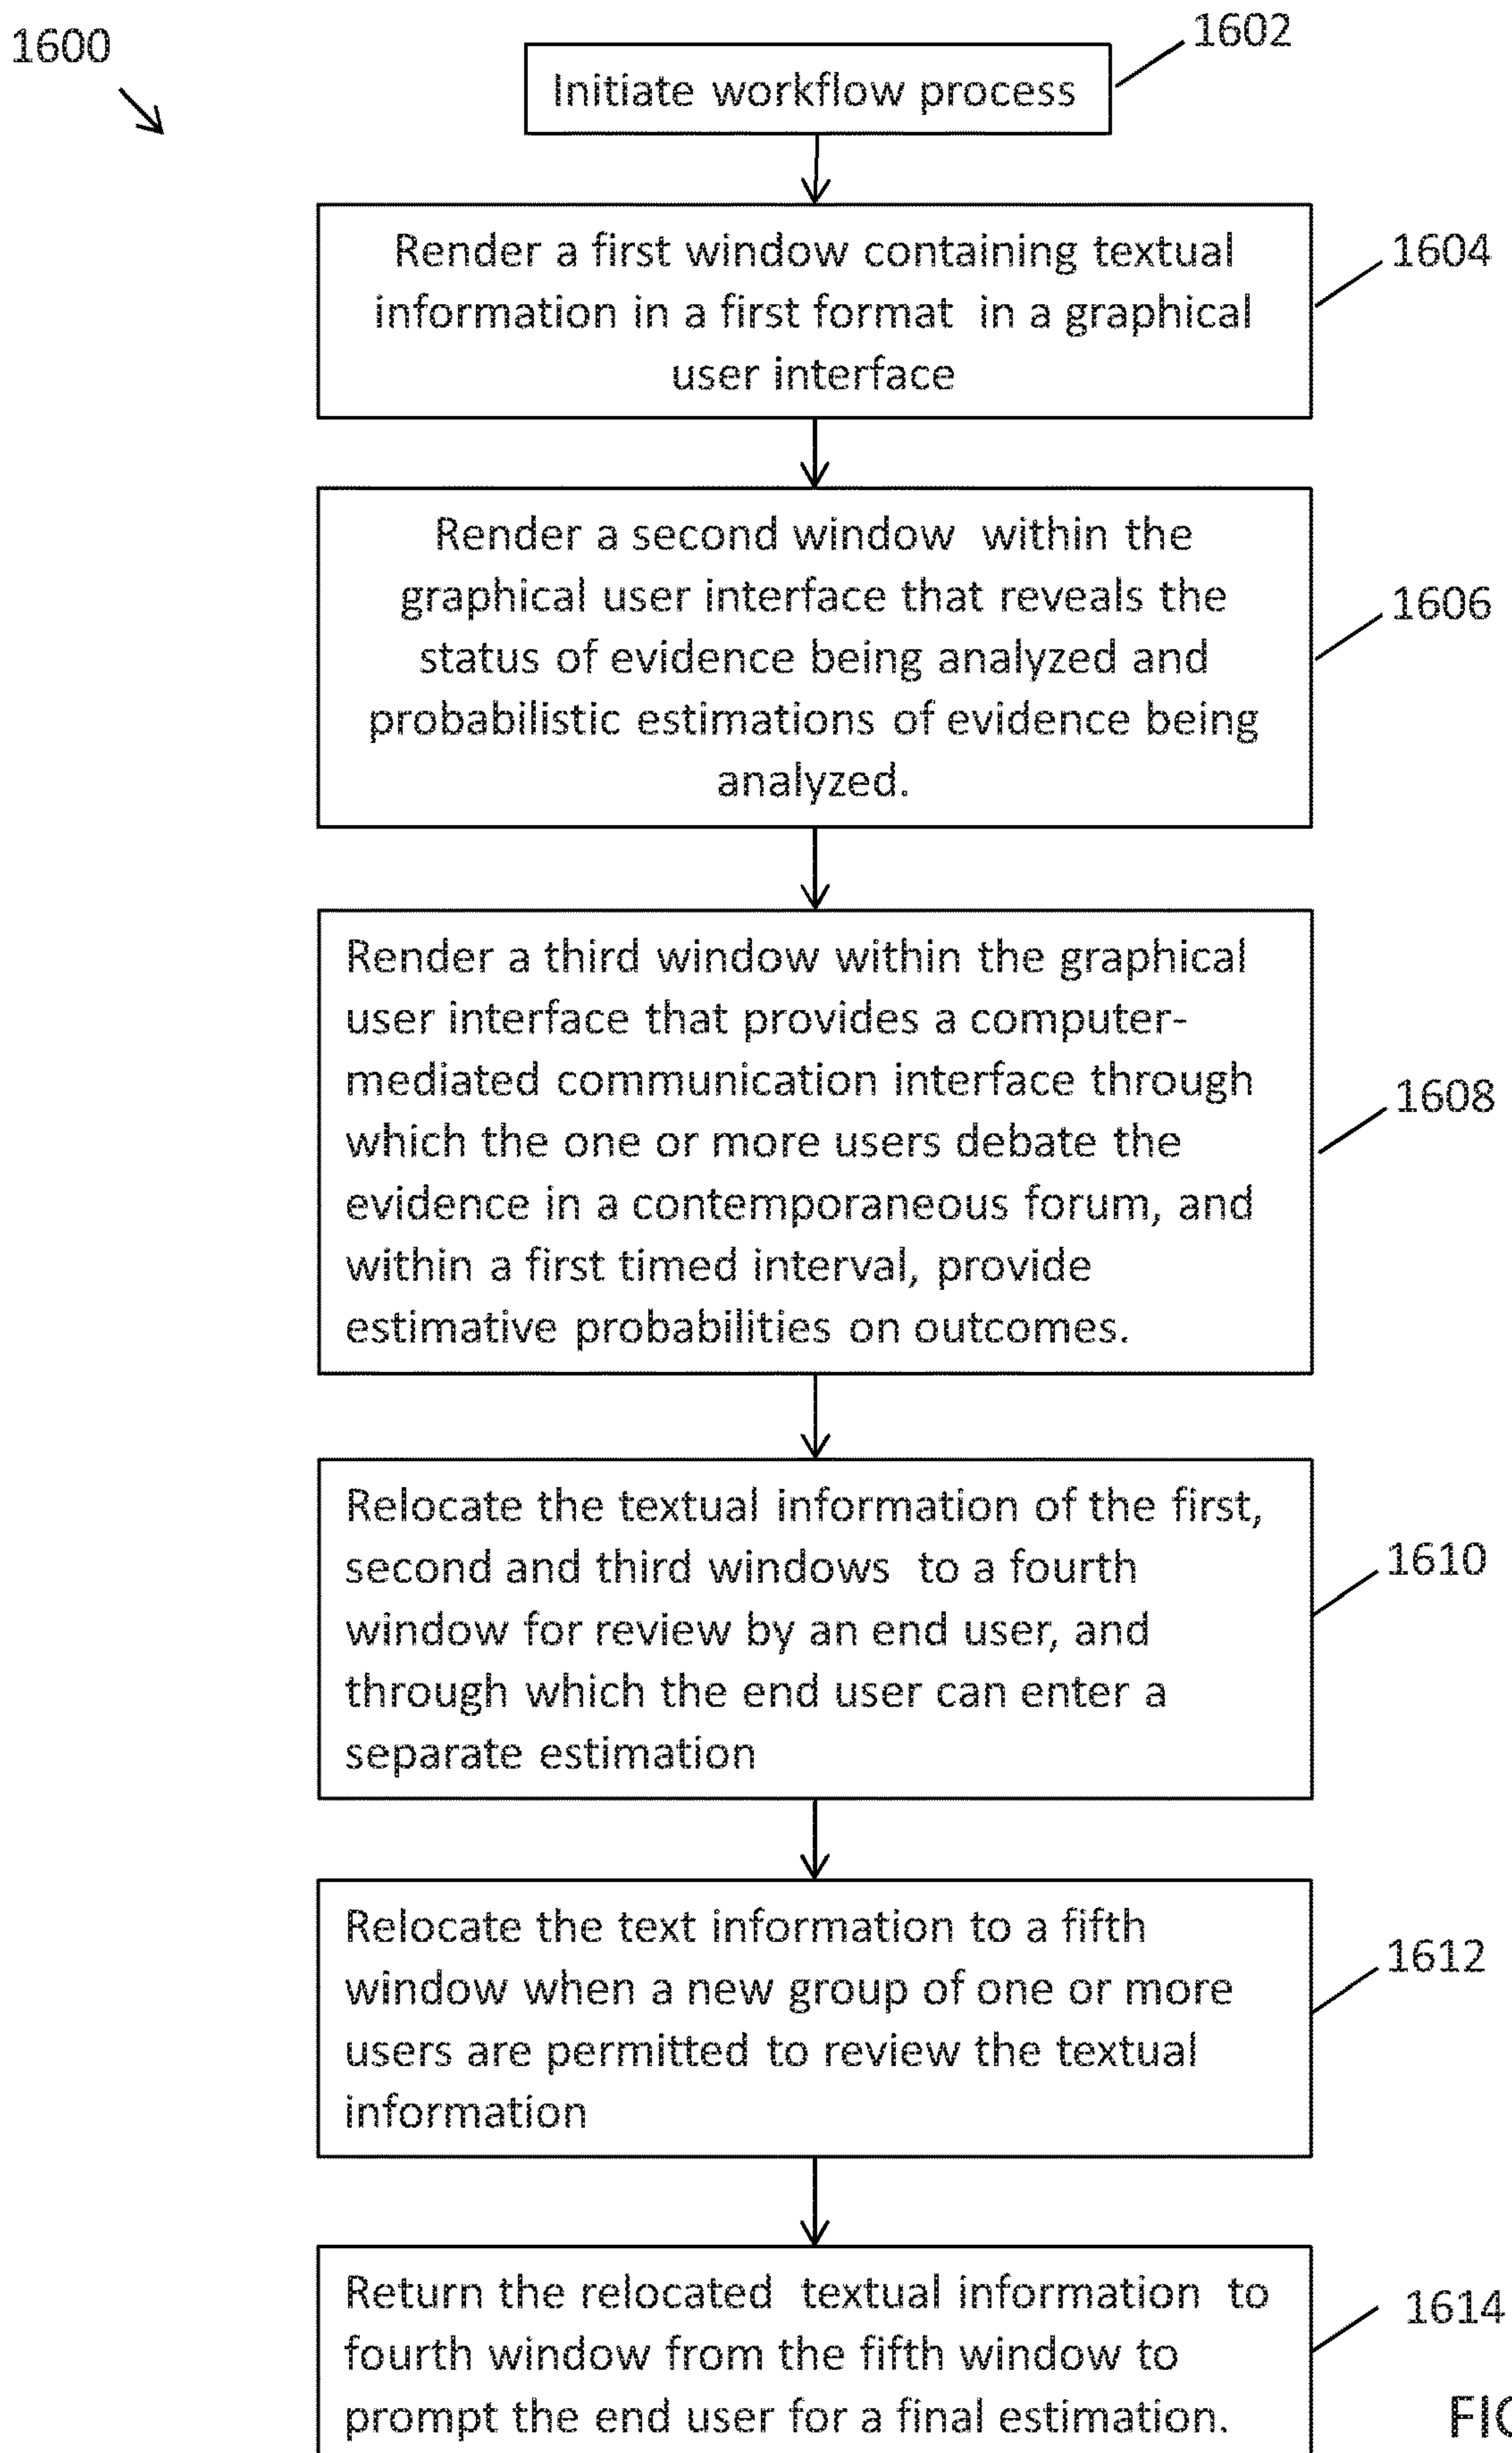 1600
1602
Initiate workflow process
Render a first window containing textual
information in a first format in a graphical
user interface
1604
Render a second window within the
graphical user interface that reveals the
status of evidence being analyzed and
probabilistic estimations of evidence being
analyzed.
1606
Render a third window within the graphical
user interface that provides a computer-
mediated communication interface through
which the one or more users debate the
evidence in a contemporaneous forum, and
within a first timed interval, provide
estimative probabilities on outcomes.
1608
Relocate the textual information of the first,
second and third windows to a fourth
window for review by an end user, and
through which the end user can enter a
separate estimation
1610
Relocate the text information to a fifth
window when a new group of one or more
users are permitted to review the textual
information
1612
Return the relocated textual information to
fourth window from the fifth window to
prompt the end user for a final estimation.
1614